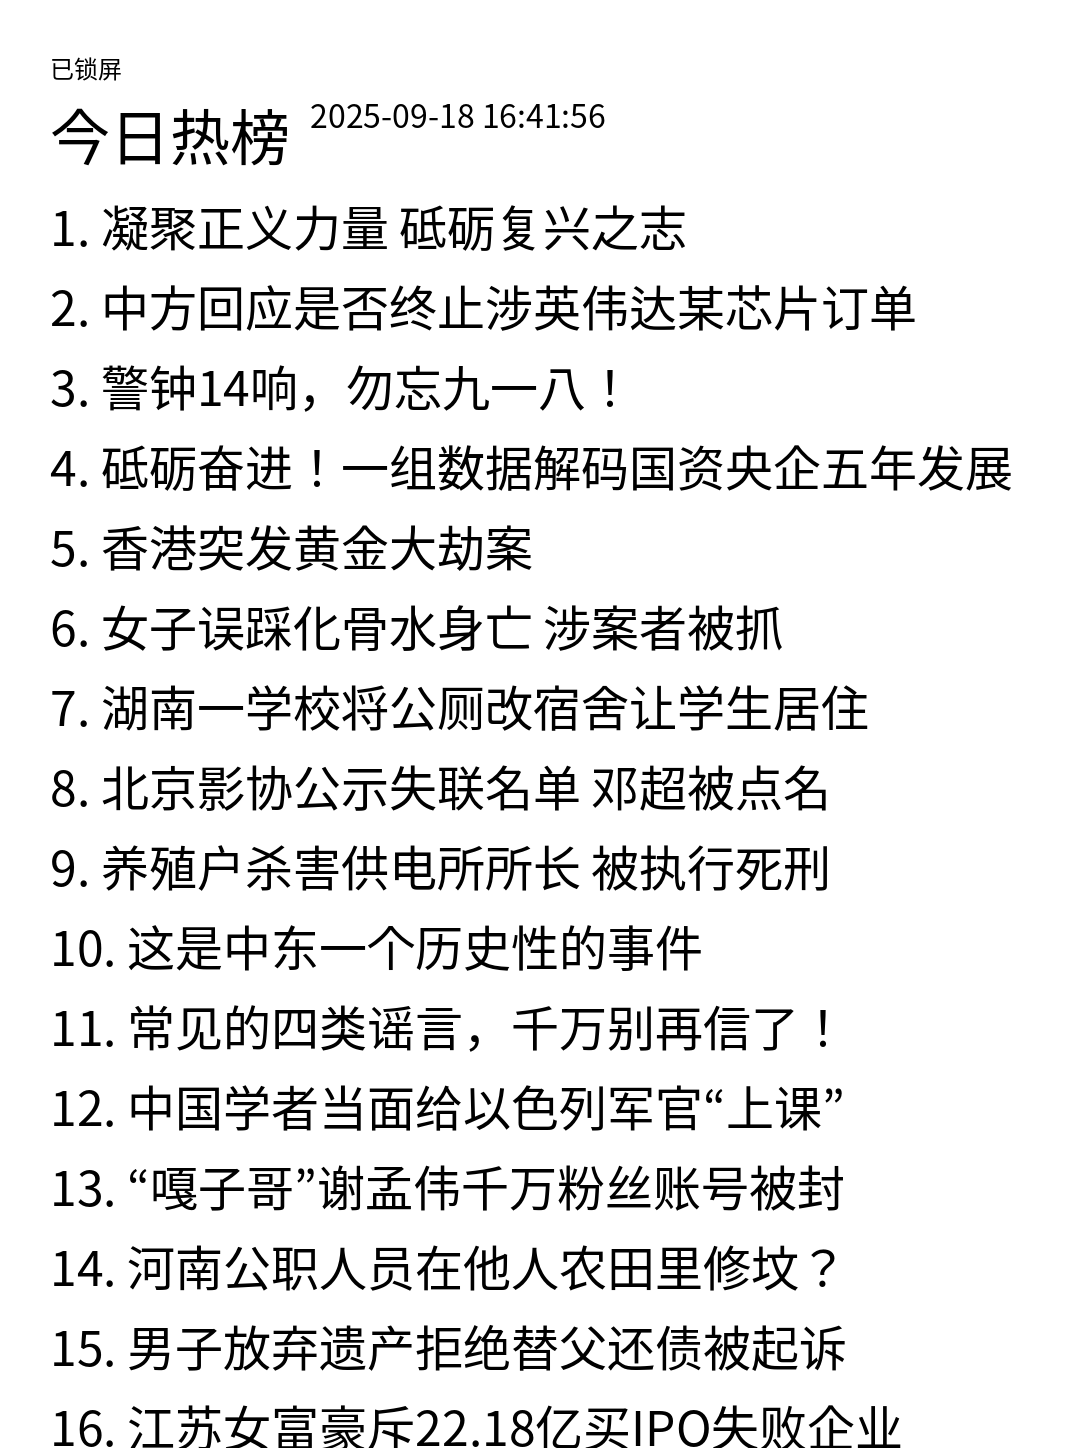 已锁屏
今日热榜 2025-09-18 16:41:56
1. 凝聚正义力量 砥砺复兴之志
2. 中方回应是否终止涉英伟达某芯片订单
3. 警钟14响，勿忘九一八！
4. 砥砺奋进！一组数据解码国资央企五年发展
5. 香港突发黄金大劫案
6. 女子误踩化骨水身亡 涉案者被抓
7. 湖南一学校将公厕改宿舍让学生居住
8. 北京影协公示失联名单 邓超被点名
9. 养殖户杀害供电所所长 被执行死刑
10. 这是中东一个历史性的事件
11. 常见的四类谣言，千万别再信了！
12. 中国学者当面给以色列军官“上课”
13. “嘎子哥”谢孟伟千万粉丝账号被封
14. 河南公职人员在他人农田里修坟？
15. 男子放弃遗产拒绝替父还债被起诉
16. 江苏女富豪斥22.18亿买IPO失败企业